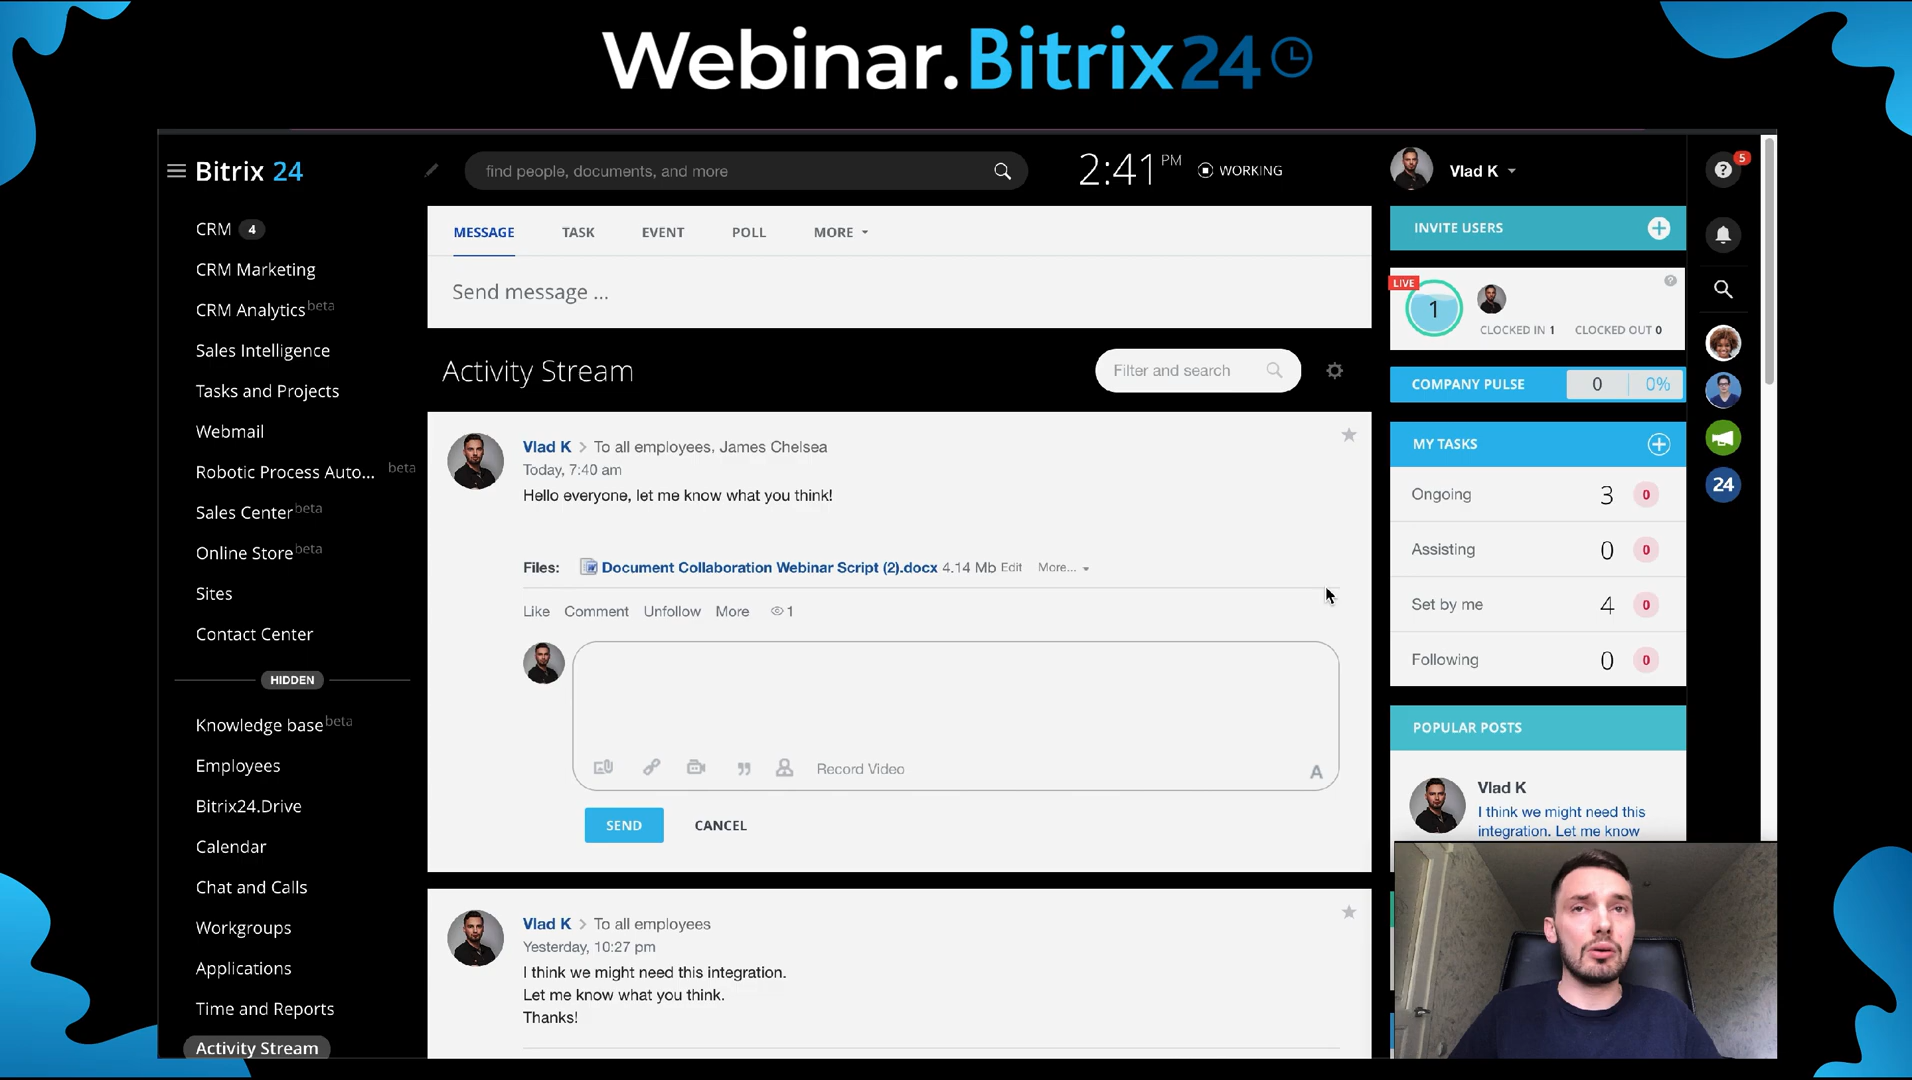 Webinar.Bitrix24
Bitrix 24
find people, documents, and more
2:41 PM
WORKING
Vlad K
5
CRM 4
CRM Marketing
CRM Analytics beta
Sales Intelligence
Tasks and Projects
Webmail
Robotic Process Auto... beta
Sales Center beta
Online Store beta
Sites
Contact Center
HIDDEN
Knowledge base beta
Employees
Bitrix24.Drive
Calendar
Chat and Calls
Workgroups
Applications
Time and Reports
Activity Stream
MESSAGE TASK EVENT POLL MORE
Send message ...
Activity Stream
Filter and search
Vlad K > To all employees, James Chelsea
Today, 7:40 am
Hello everyone, let me know what you think!
Files: Document Collaboration Webinar Script (2).docx 4.14 Mb Edit More...
Like Comment Unfollow More 1
Record Video A
SEND CANCEL
Vlad K > To all employees
Yesterday, 10:27 pm
I think we might need this integration.
Let me know what you think.
Thanks!
INVITE USERS
LIVE
1
CLOCKED IN 1 CLOCKED OUT 0
COMPANY PULSE 0 0%
MY TASKS
Ongoing 3 0
Assisting 0 0
Set by me 4 0
Following 0 0
POPULAR POSTS
Vlad K
I think we might need this
integration. Let me know
24